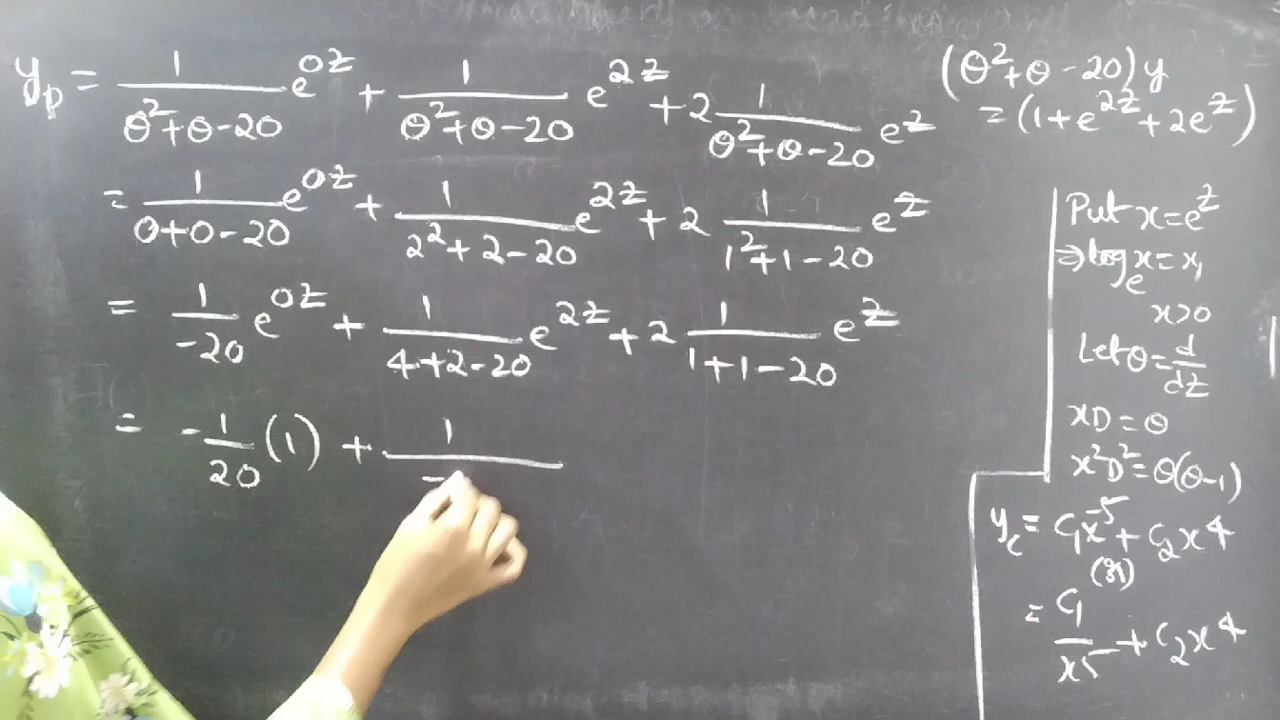 y_p = 1/(θ²+θ-20) e^{0z} + 1/(θ²+θ-20) e^{2z} + 2 1/(θ²+θ-20) e^z
= 1/(0+0-20) e^{0z} + 1/(2²+2-20) e^{2z} + 2 1/(1²+1-20) e^z
= 1/-20 e^{0z} + 1/(4+2-20) e^{2z} + 2 1/(1+1-20) e^z
= -1/20 (1) + 1/-
(θ²+θ-20)y
= (1+e^{2z}+2e^z)
Put x=e^z
⇒ log_e x = x,
x>0
Let θ = d/dz
xD = θ
x²D² = θ(θ-1)
y_c = C₁x^{-5} + C₂x⁴
(or)
= C₁/x⁵ + C₂x⁴